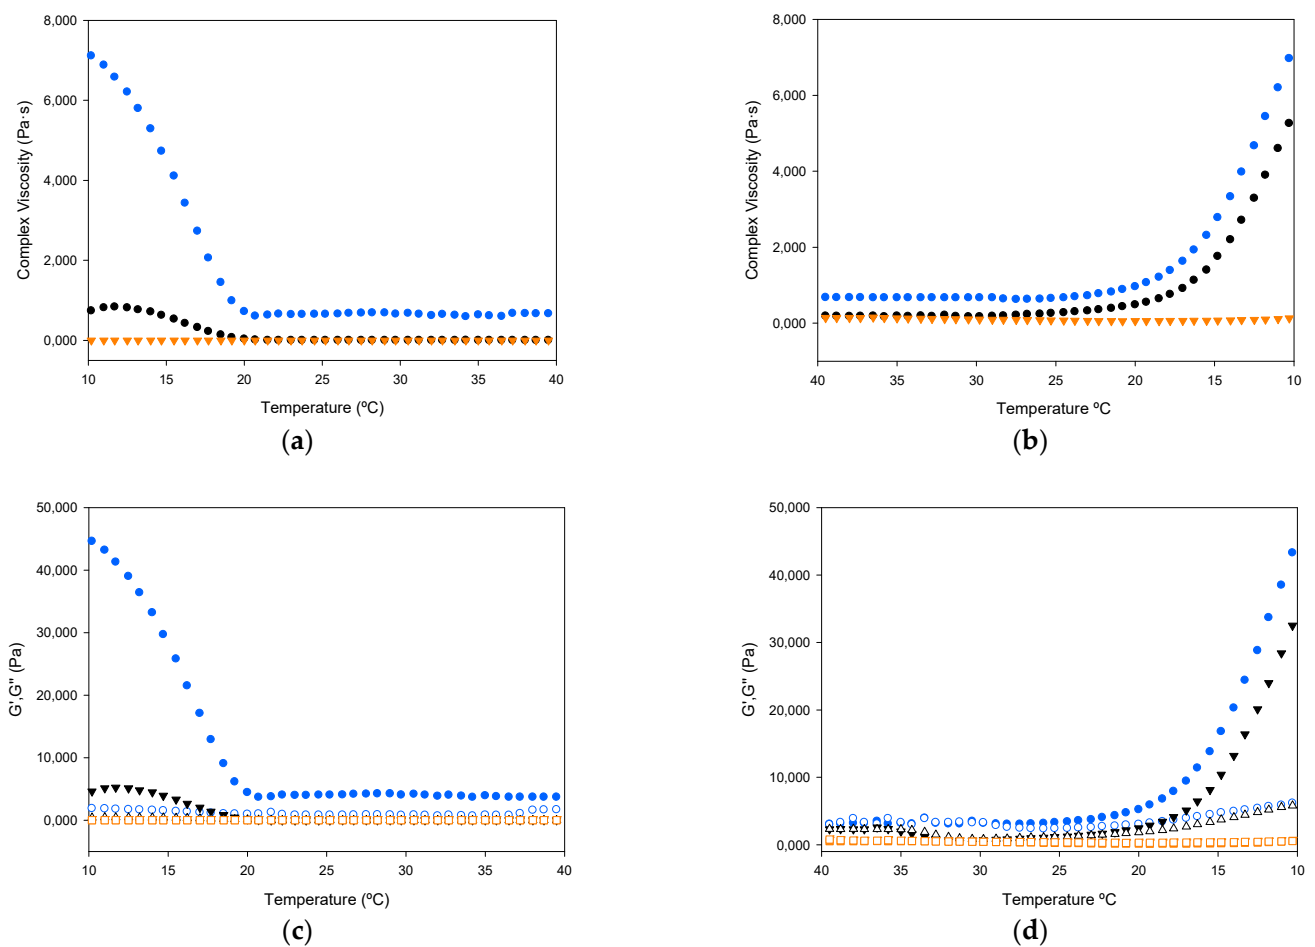 8,000
6,000
4,000
2,000
0,000
Complex Viscosity (Pa·s)
10 15 20 25 30 35 40
Temperature (ºC)
(a)
8,000
6,000
4,000
2,000
0,000
Complex Viscosity (Pa·s)
40 35 30 25 20 15 10
Temperature ºC
(b)
50,000
40,000
30,000
20,000
10,000
0,000
G',G'' (Pa)
10 15 20 25 30 35 40
Temperature (ºC)
(c)
50,000
40,000
30,000
20,000
10,000
0,000
G',G'' (Pa)
40 35 30 25 20 15 10
Temperature ºC
(d)